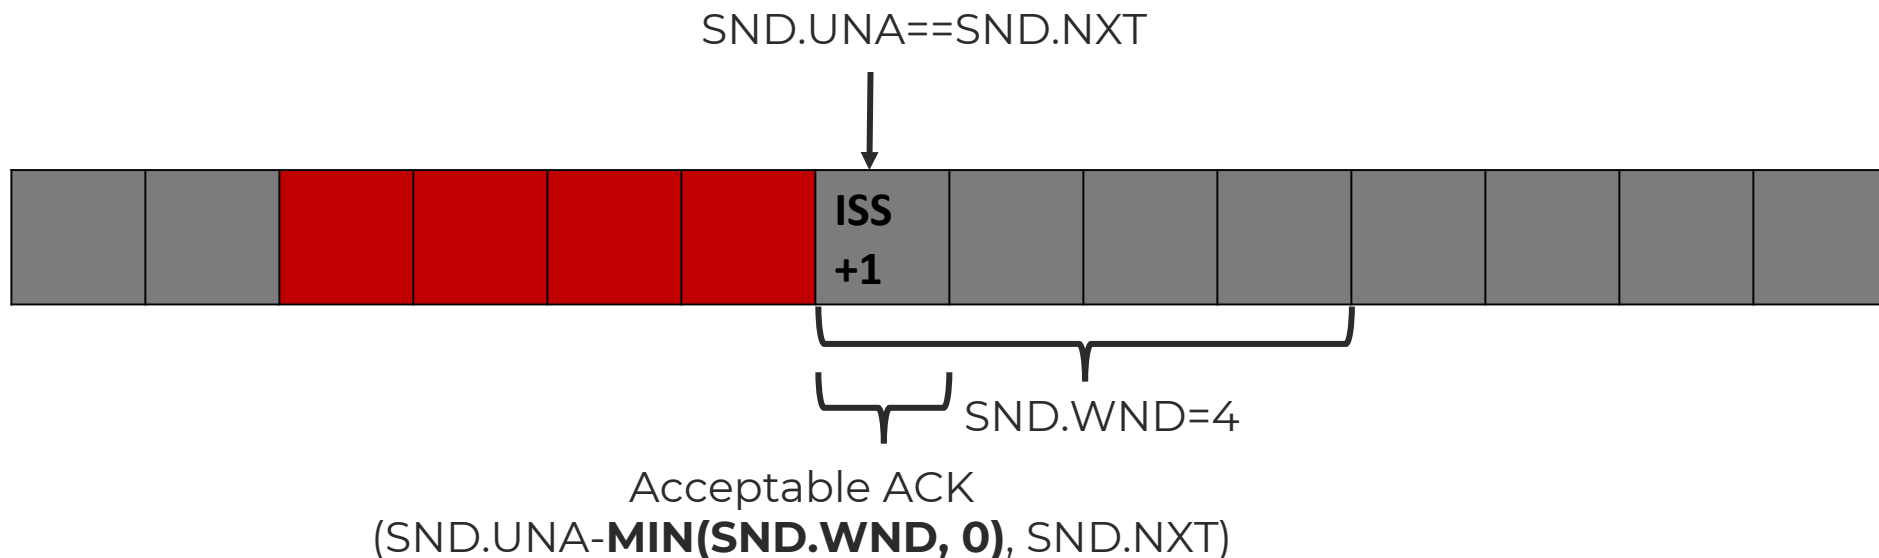 SND.UNA==SND.NXT
ISS
+1
SND.WND=4
Acceptable ACK
(SND.UNA-MIN(SND.WND, 0), SND.NXT)